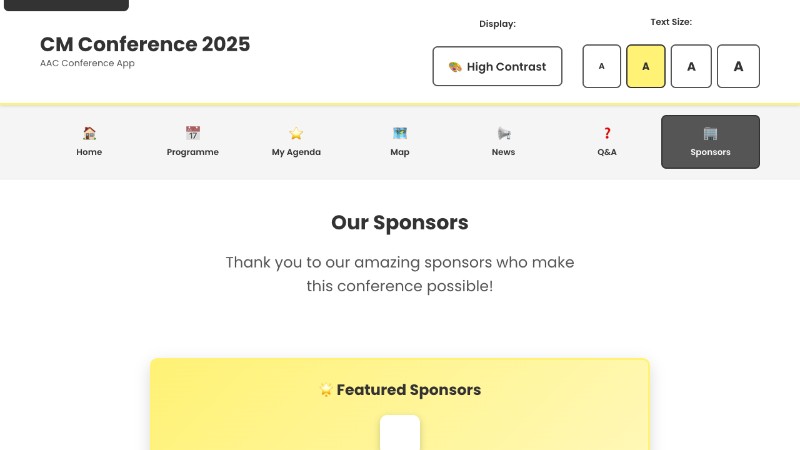 CM Conference 2025
AAC Conference App
Display:
High Contrast
Text Size:
A A A A
Home
Programme
My Agenda
Map
News
Q&A
Sponsors
Our Sponsors
Thank you to our amazing sponsors who make
this conference possible!
Featured Sponsors